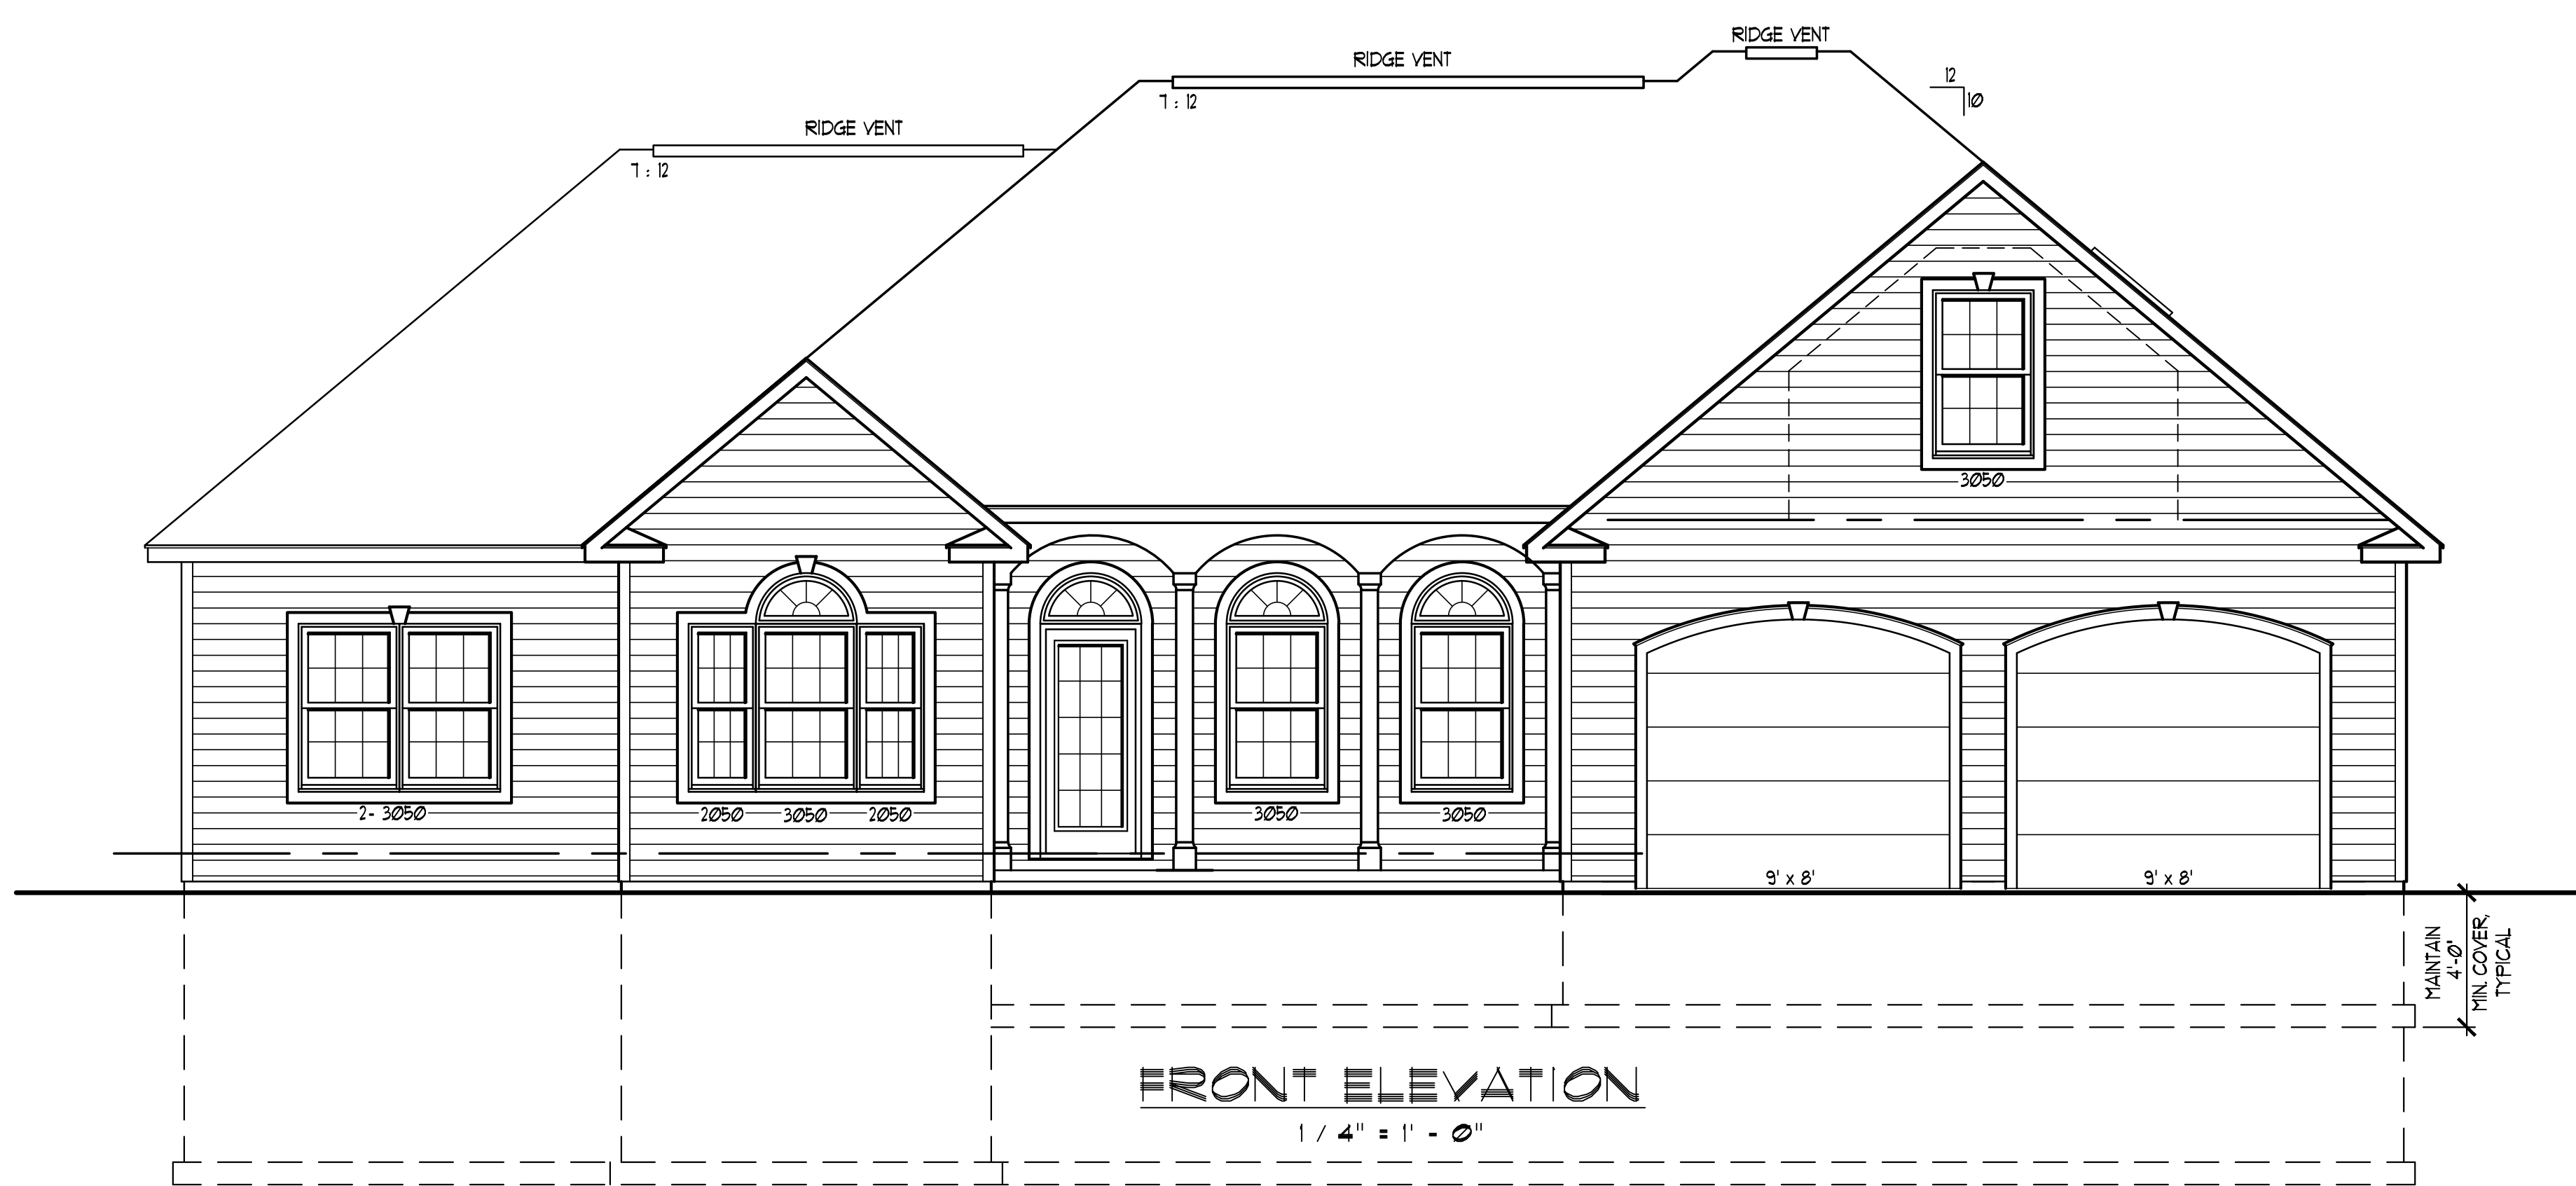 RIDGE VENT
RIDGE VENT
12
7 : 12
10
RIDGE VENT
7 : 12
3050
2- 3050
2050 3050 2050
3050
3050
9' x 8'
9' x 8'
MAINTAIN
4'-0"
MIN. COVER,
TYPICAL
FRONT ELEVATION
1 / 4" = 1' - 0"